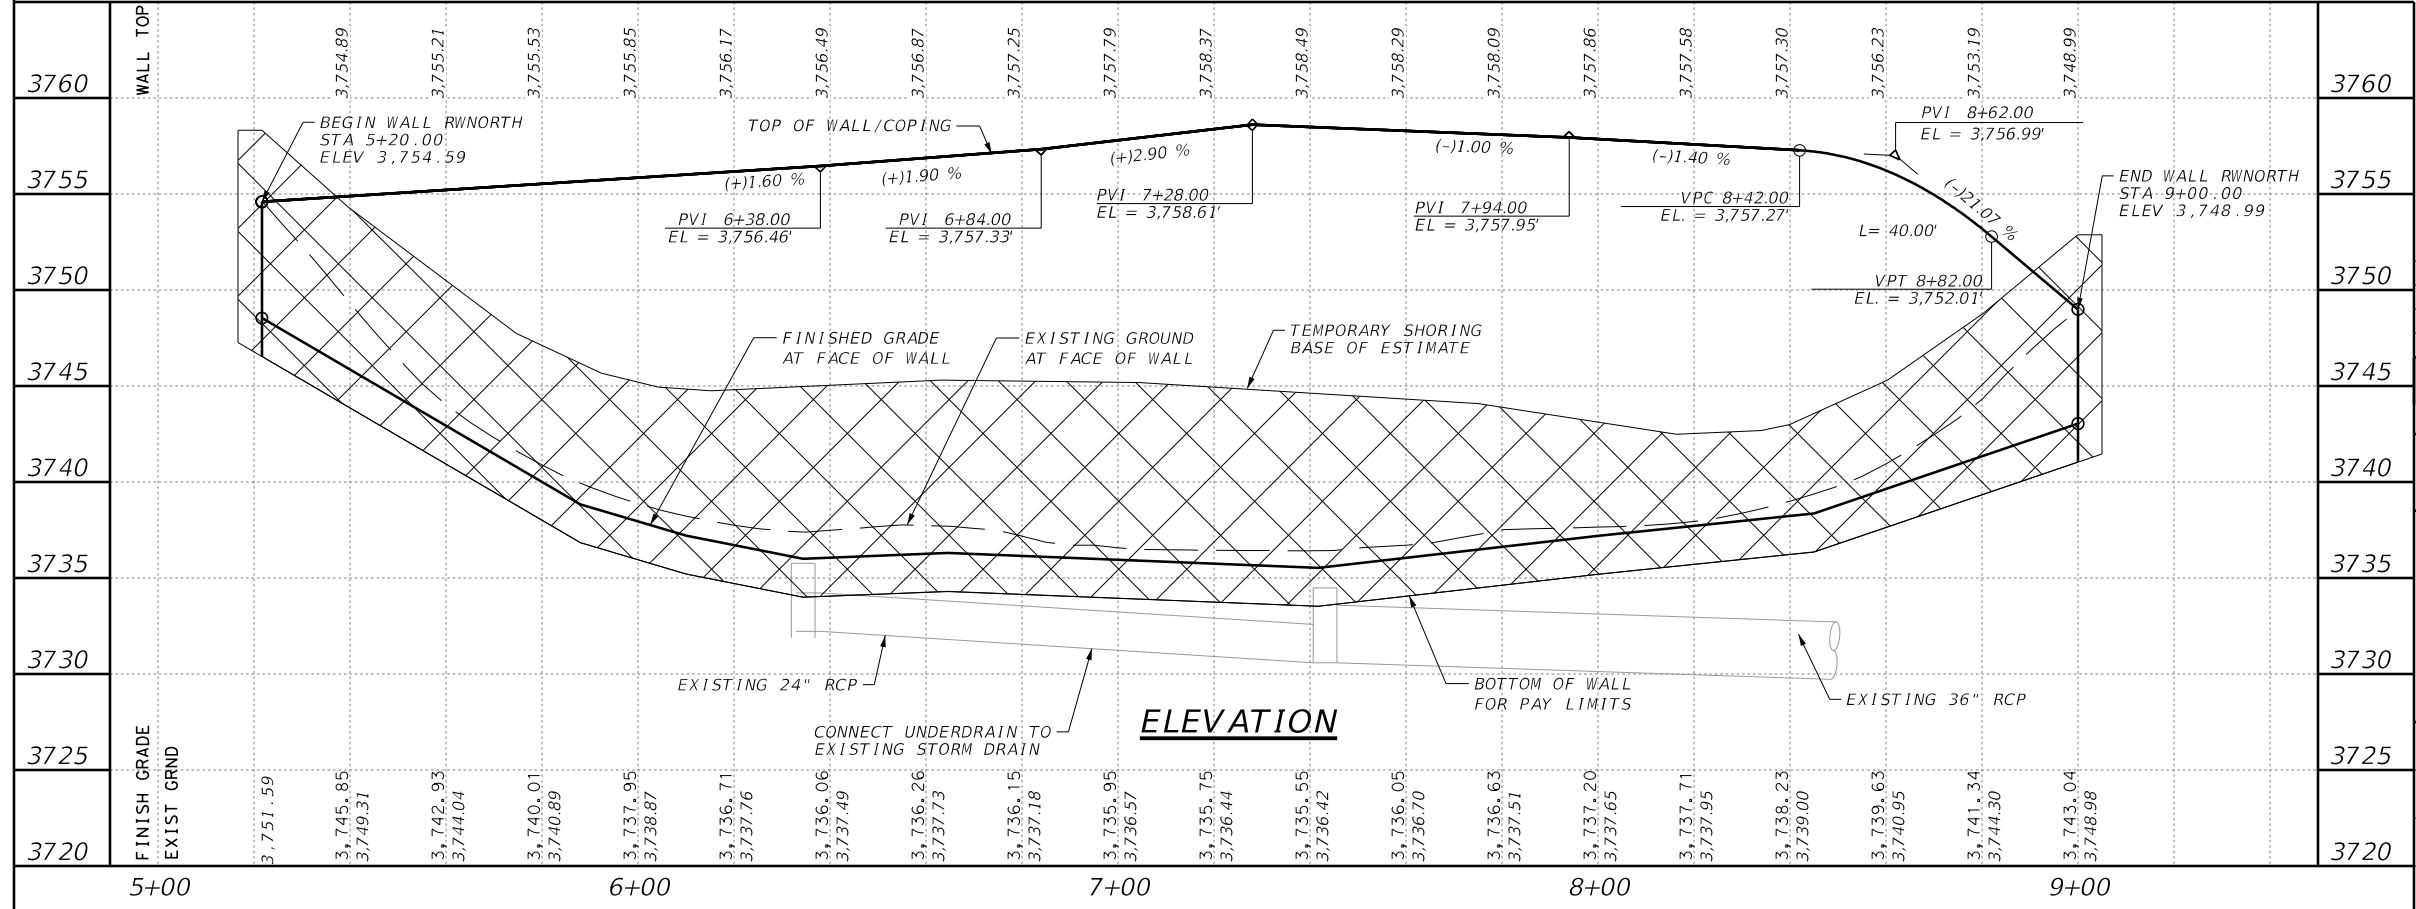 WALL TOP
3,754.89
3,755.21
3,755.53
3,755.85
3,756.17
3,756.49
3,756.87
3,757.25
3,757.79
3,758.37
3,758.49
3,758.29
3,758.09
3,757.86
3,757.58
3,757.30
3,756.23
3,753.19
3,748.99
3760
3755
3750
3745
3740
3735
3730
3725
3720
3760
3755
3750
3745
3740
3735
3730
3725
3720
BEGIN WALL RWNORTH
STA 5+20.00
ELEV 3,754.59
TOP OF WALL/COPING
(+)1.60 %
PVI 6+38.00
EL = 3,756.46'
(+)1.90 %
PVI 6+84.00
EL = 3,757.33'
(+)2.90 %
PVI 7+28.00
EL = 3,758.61'
(-)1.00 %
PVI 7+94.00
EL = 3,757.95'
(-)1.40 %
VPC 8+42.00
EL. = 3,757.27'
PVI 8+62.00
EL = 3,756.99'
(-)21.07 %
L= 40.00'
VPT 8+82.00
EL. = 3,752.01'
END WALL RWNORTH
STA 9+00.00
ELEV 3,748.99
FINISHED GRADE
AT FACE OF WALL
EXISTING GROUND
AT FACE OF WALL
TEMPORARY SHORING
BASE OF ESTIMATE
EXISTING 24" RCP
CONNECT UNDERDRAIN TO
EXISTING STORM DRAIN
BOTTOM OF WALL
FOR PAY LIMITS
EXISTING 36" RCP
ELEVATION
FINISH GRADE
EXIST GRND
3,751.59
3,745.85
3,749.31
3,742.93
3,744.04
3,740.01
3,740.89
3,737.95
3,738.87
3,736.71
3,737.76
3,736.06
3,737.49
3,736.26
3,737.73
3,736.15
3,737.18
3,735.95
3,736.57
3,735.75
3,736.44
3,735.55
3,736.42
3,736.05
3,736.70
3,736.63
3,737.51
3,737.20
3,737.65
3,737.71
3,737.95
3,738.23
3,739.00
3,739.63
3,740.95
3,741.34
3,744.30
3,743.04
3,748.98
5+00
6+00
7+00
8+00
9+00